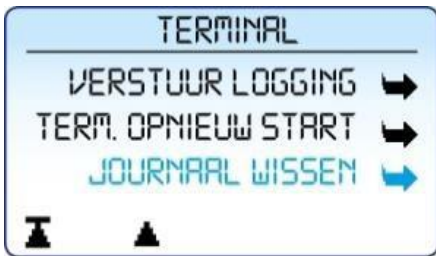 TERMINAL
VERSTUUR LOGGING
TERM. OPNIEUW START
JOURNAAL WISSEN